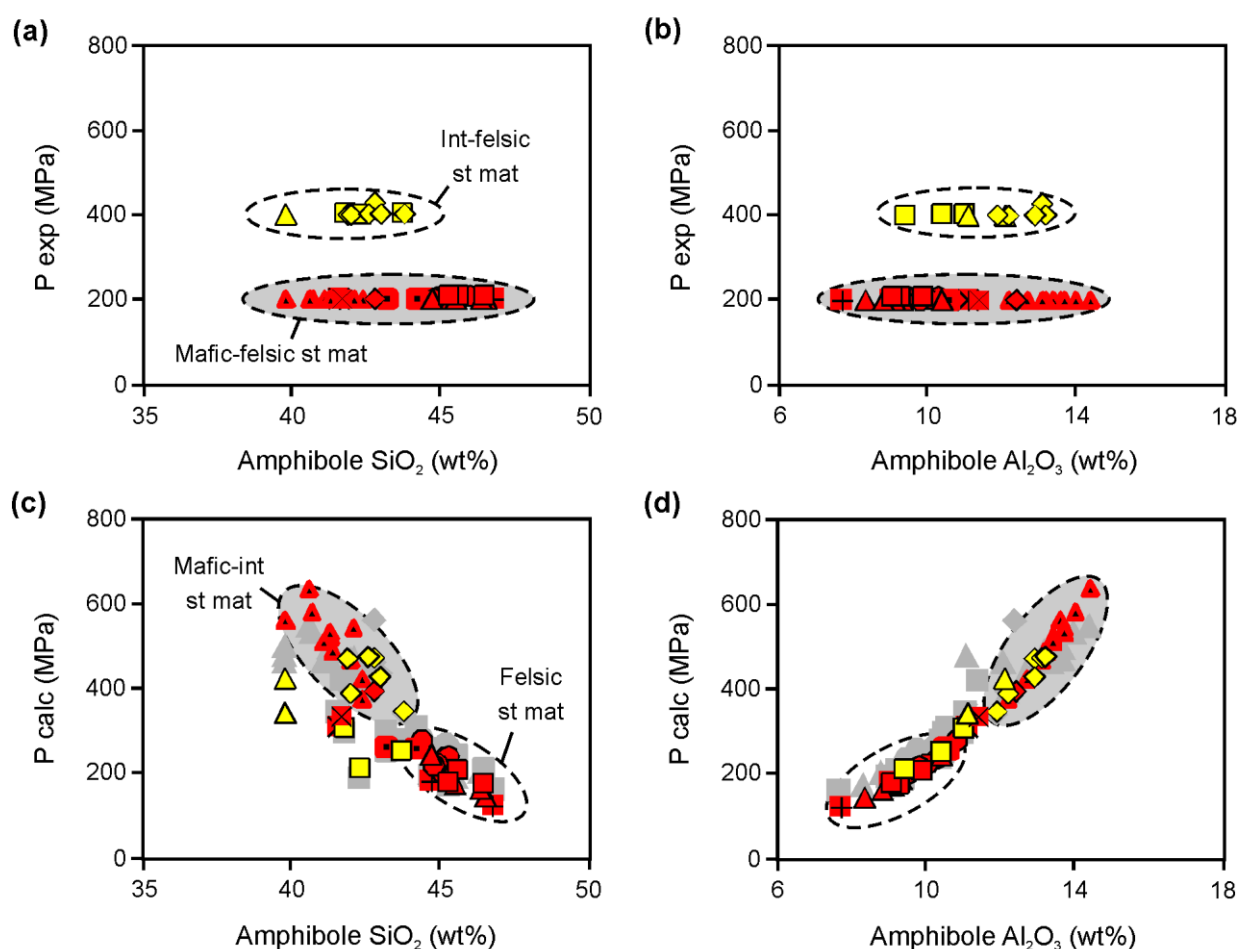 (a)
800
600
400
200
0
P exp (MPa)
Int-felsic
st mat
Mafic-felsic st mat
35
40
45
50
Amphibole SiO₂ (wt%)
(b)
800
600
400
200
0
P exp (MPa)
6
10
14
18
Amphibole Al₂O₃ (wt%)
(c)
800
600
400
200
0
P calc (MPa)
Mafic-int
st mat
Felsic
st mat
35
40
45
50
Amphibole SiO₂ (wt%)
(d)
800
600
400
200
0
P calc (MPa)
6
10
14
18
Amphibole Al₂O₃ (wt%)